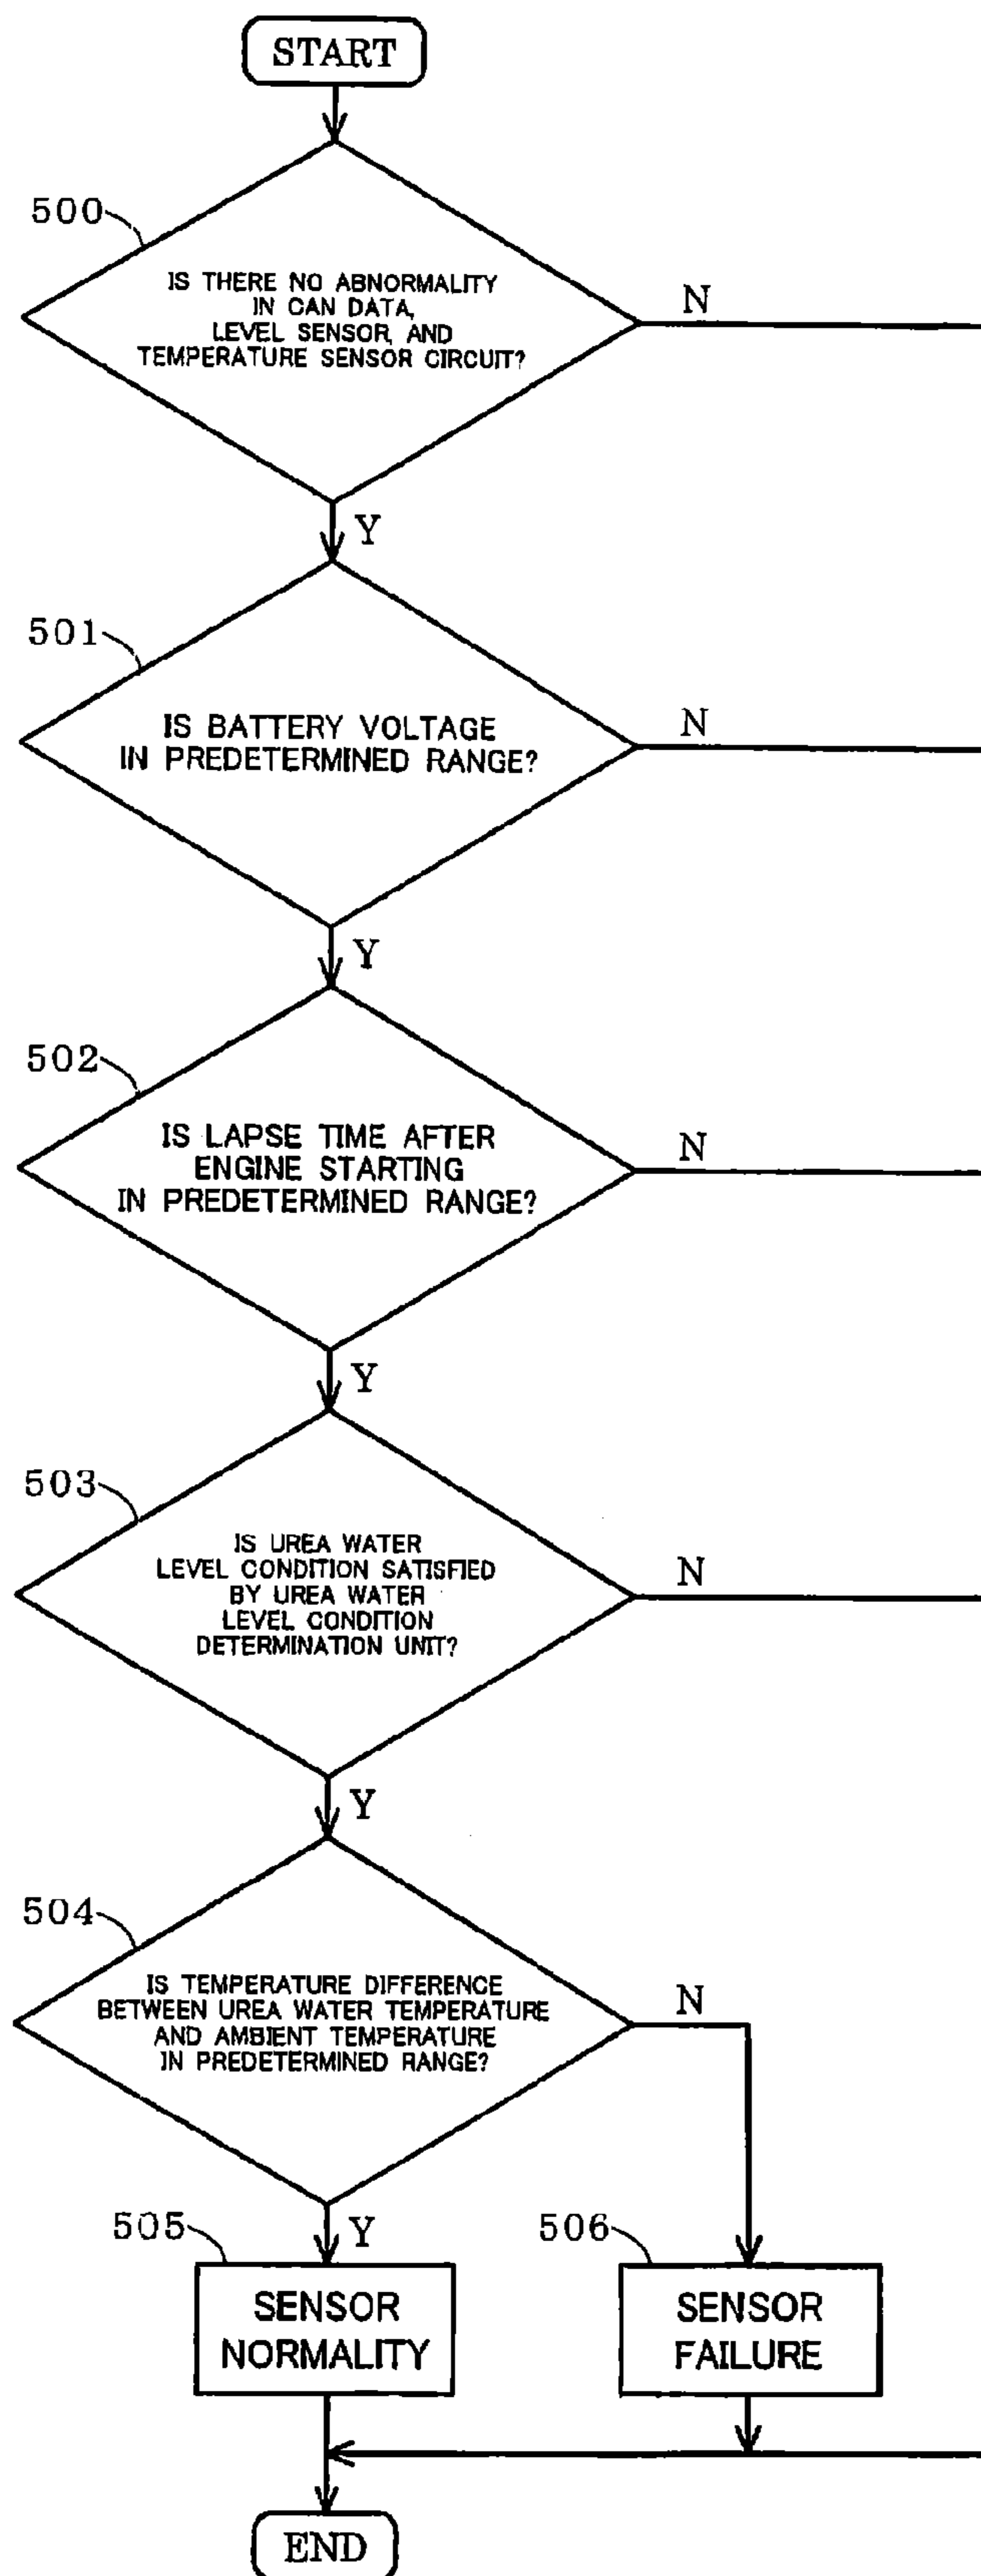 START
500
IS THERE NO ABNORMALITY
IN CAN DATA,
LEVEL SENSOR, AND
TEMPERATURE SENSOR CIRCUIT?
N
Y
501
IS BATTERY VOLTAGE
IN PREDETERMINED RANGE?
N
Y
502
IS LAPSE TIME AFTER
ENGINE STARTING
IN PREDETERMINED RANGE?
N
Y
503
IS UREA WATER
LEVEL CONDITION SATISFIED
BY UREA WATER
LEVEL CONDITION
DETERMINATION UNIT?
N
Y
504
IS TEMPERATURE DIFFERENCE
BETWEEN UREA WATER TEMPERATURE
AND AMBIENT TEMPERATURE
IN PREDETERMINED RANGE?
N
Y
505
SENSOR
NORMALITY
506
SENSOR
FAILURE
END